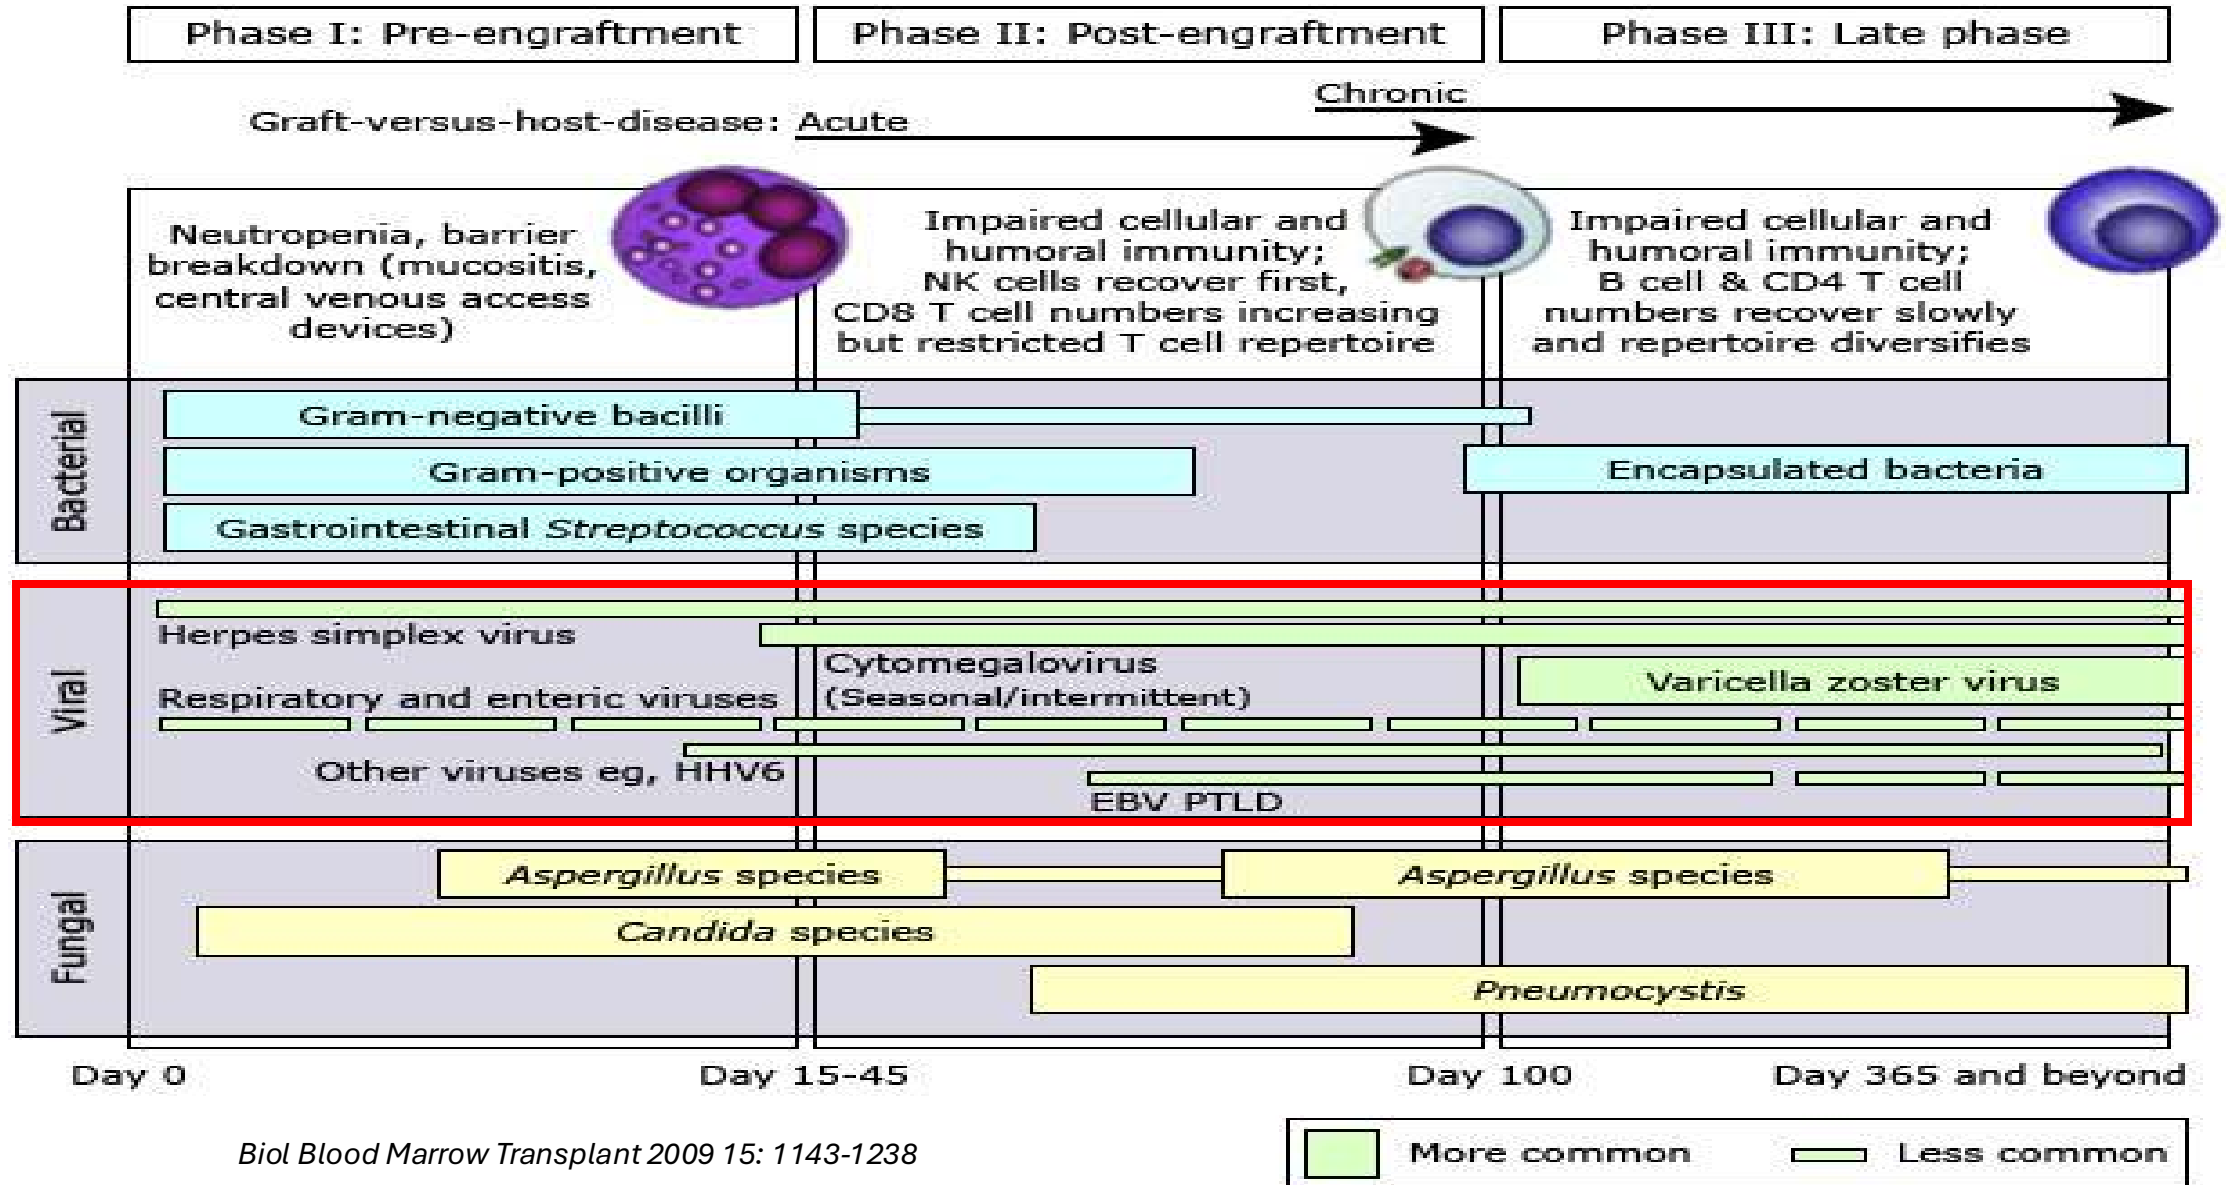 Phase I: Pre-engraftment
Phase II: Post-engraftment
Phase III: Late phase
Chronic
Graft-versus-host-disease: Acute
Neutropenia, barrier
breakdown (mucositis,
central venous access
devices)
Impaired cellular and
humoral immunity;
NK cells recover first,
CD8 T cell numbers increasing
but restricted T cell repertoire
Impaired cellular and
humoral immunity;
B cell & CD4 T cell
numbers recover slowly
and repertoire diversifies
Bacterial
Gram-negative bacilli
Gram-positive organisms
Encapsulated bacteria
Gastrointestinal Streptococcus species
Viral
Herpes simplex virus
Cytomegalovirus
Varicella zoster virus
Respiratory and enteric viruses (Seasonal/intermittent)
Other viruses eg, HHV6
EBV PTLD
Fungal
Aspergillus species
Aspergillus species
Candida species
Pneumocystis
Day 0
Day 15-45
Day 100
Day 365 and beyond
Biol Blood Marrow Transplant 2009 15: 1143-1238
More common
Less common